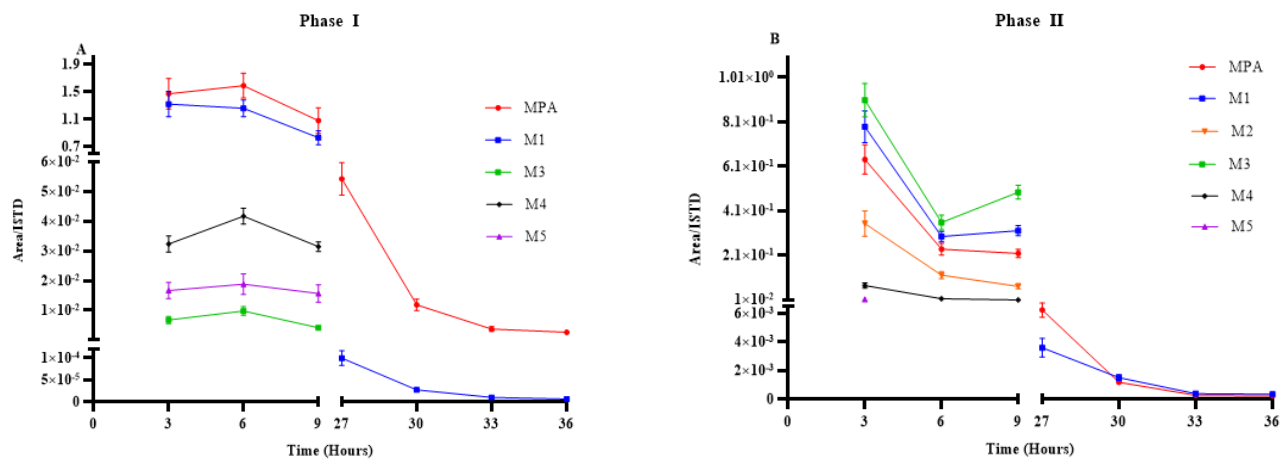 Phase I
A
1.9
1.5
1.1
0.7
6×10⁻²
5×10⁻²
4×10⁻²
3×10⁻²
2×10⁻²
1×10⁻²
1×10⁻⁴
5×10⁻⁵
0
Area/ISTD
0 3 6 9 27 30 33 36
Time (Hours)
MPA
M1
M3
M4
M5
Phase II
B
1.01×10⁰
8.1×10⁻¹
6.1×10⁻¹
4.1×10⁻¹
2.1×10⁻¹
1×10⁻²
6×10⁻³
4×10⁻³
2×10⁻³
0
Area/ISTD
0 3 6 9 27 30 33 36
Time (Hours)
MPA
M1
M2
M3
M4
M5